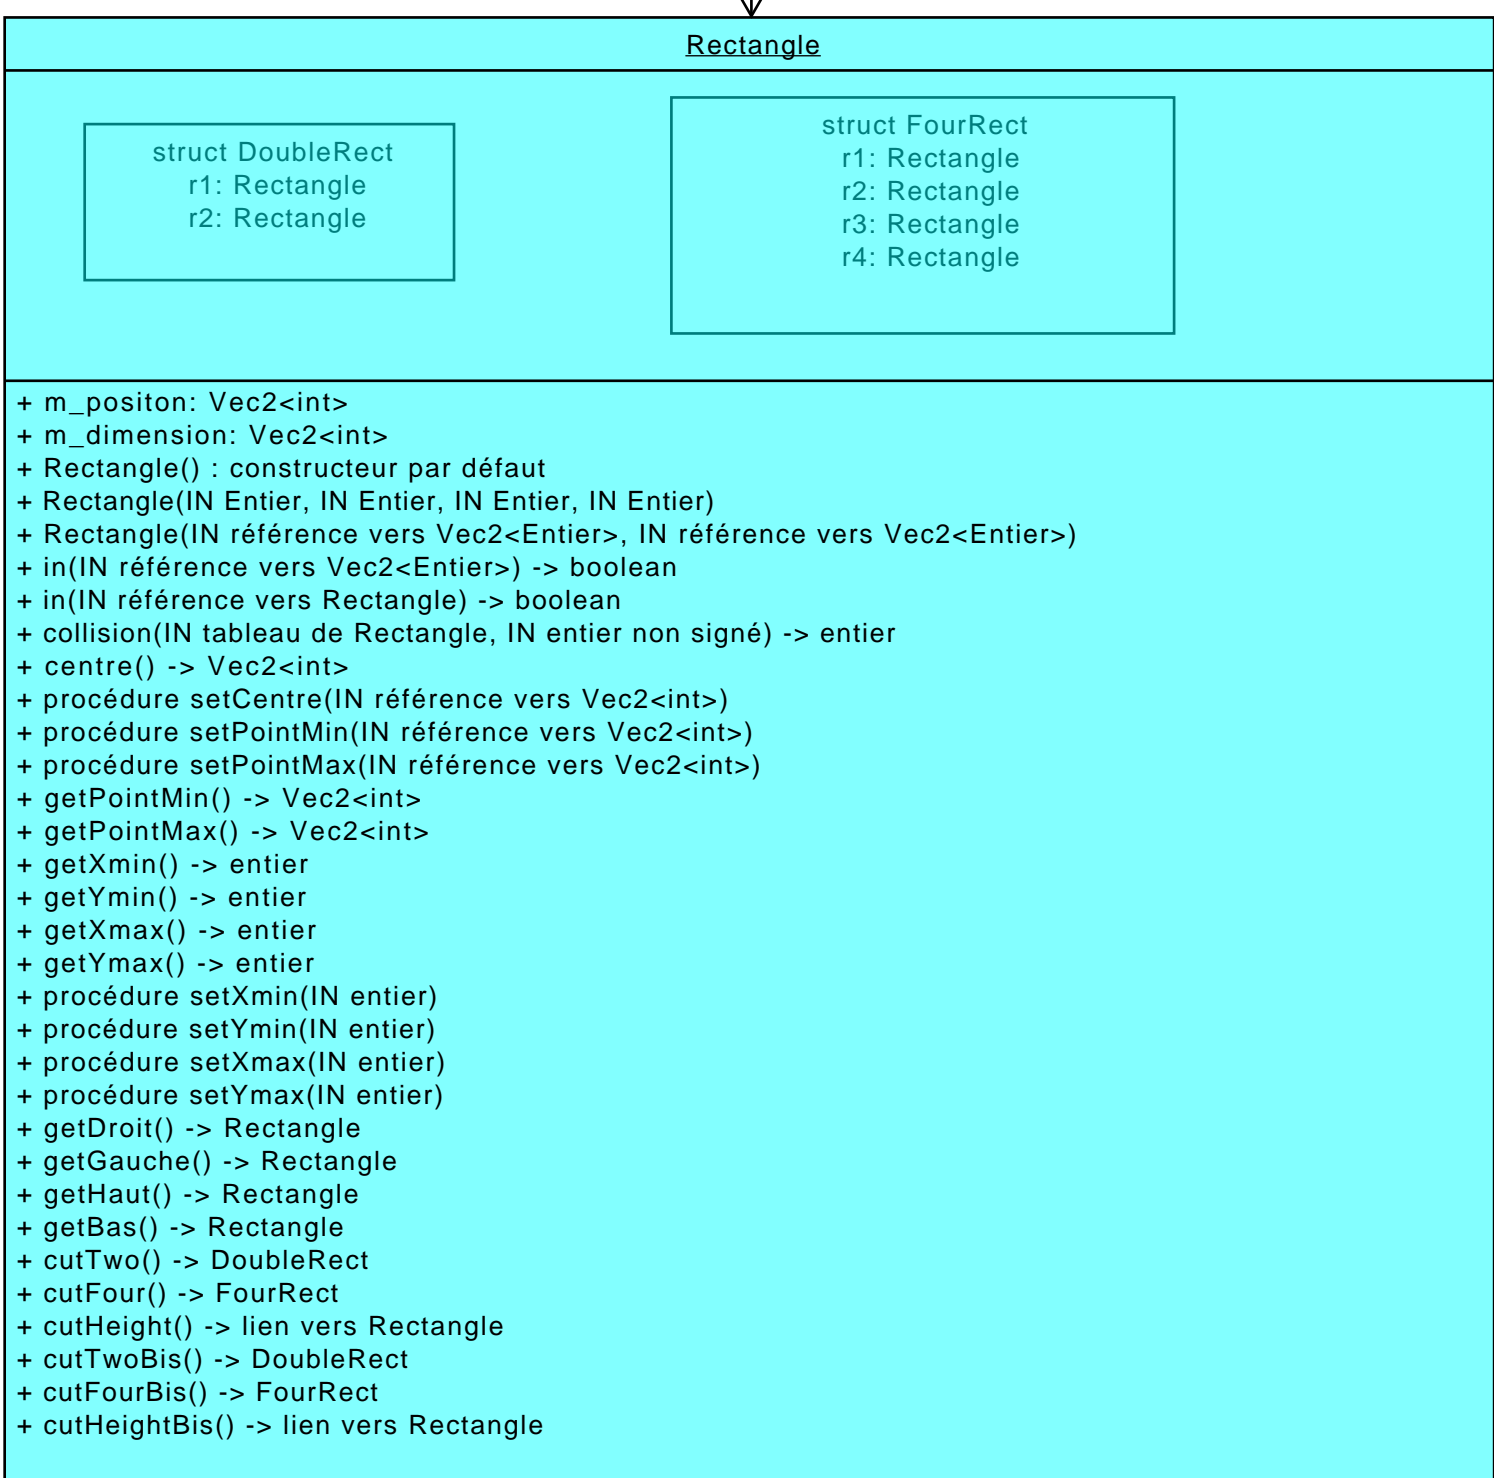 Rectangle
struct DoubleRect
r1: Rectangle
r2: Rectangle
struct FourRect
r1: Rectangle
r2: Rectangle
r3: Rectangle
r4: Rectangle
+ m_positon: Vec2<int>
+ m_dimension: Vec2<int>
+ Rectangle() : constructeur par défaut
+ Rectangle(IN Entier, IN Entier, IN Entier, IN Entier)
+ Rectangle(IN référence vers Vec2<Entier>, IN référence vers Vec2<Entier>)
+ in(IN référence vers Vec2<Entier>) -> boolean
+ in(IN référence vers Rectangle) -> boolean
+ collision(IN tableau de Rectangle, IN entier non signé) -> entier
+ centre() -> Vec2<int>
+ procédure setCentre(IN référence vers Vec2<int>)
+ procédure setPointMin(IN référence vers Vec2<int>)
+ procédure setPointMax(IN référence vers Vec2<int>)
+ getPointMin() -> Vec2<int>
+ getPointMax() -> Vec2<int>
+ getXmin() -> entier
+ getYmin() -> entier
+ getXmax() -> entier
+ getYmax() -> entier
+ procédure setXmin(IN entier)
+ procédure setYmin(IN entier)
+ procédure setXmax(IN entier)
+ procédure setYmax(IN entier)
+ getDroit() -> Rectangle
+ getGauche() -> Rectangle
+ getHaut() -> Rectangle
+ getBas() -> Rectangle
+ cutTwo() -> DoubleRect
+ cutFour() -> FourRect
+ cutHeight() -> lien vers Rectangle
+ cutTwoBis() -> DoubleRect
+ cutFourBis() -> FourRect
+ cutHeightBis() -> lien vers Rectangle